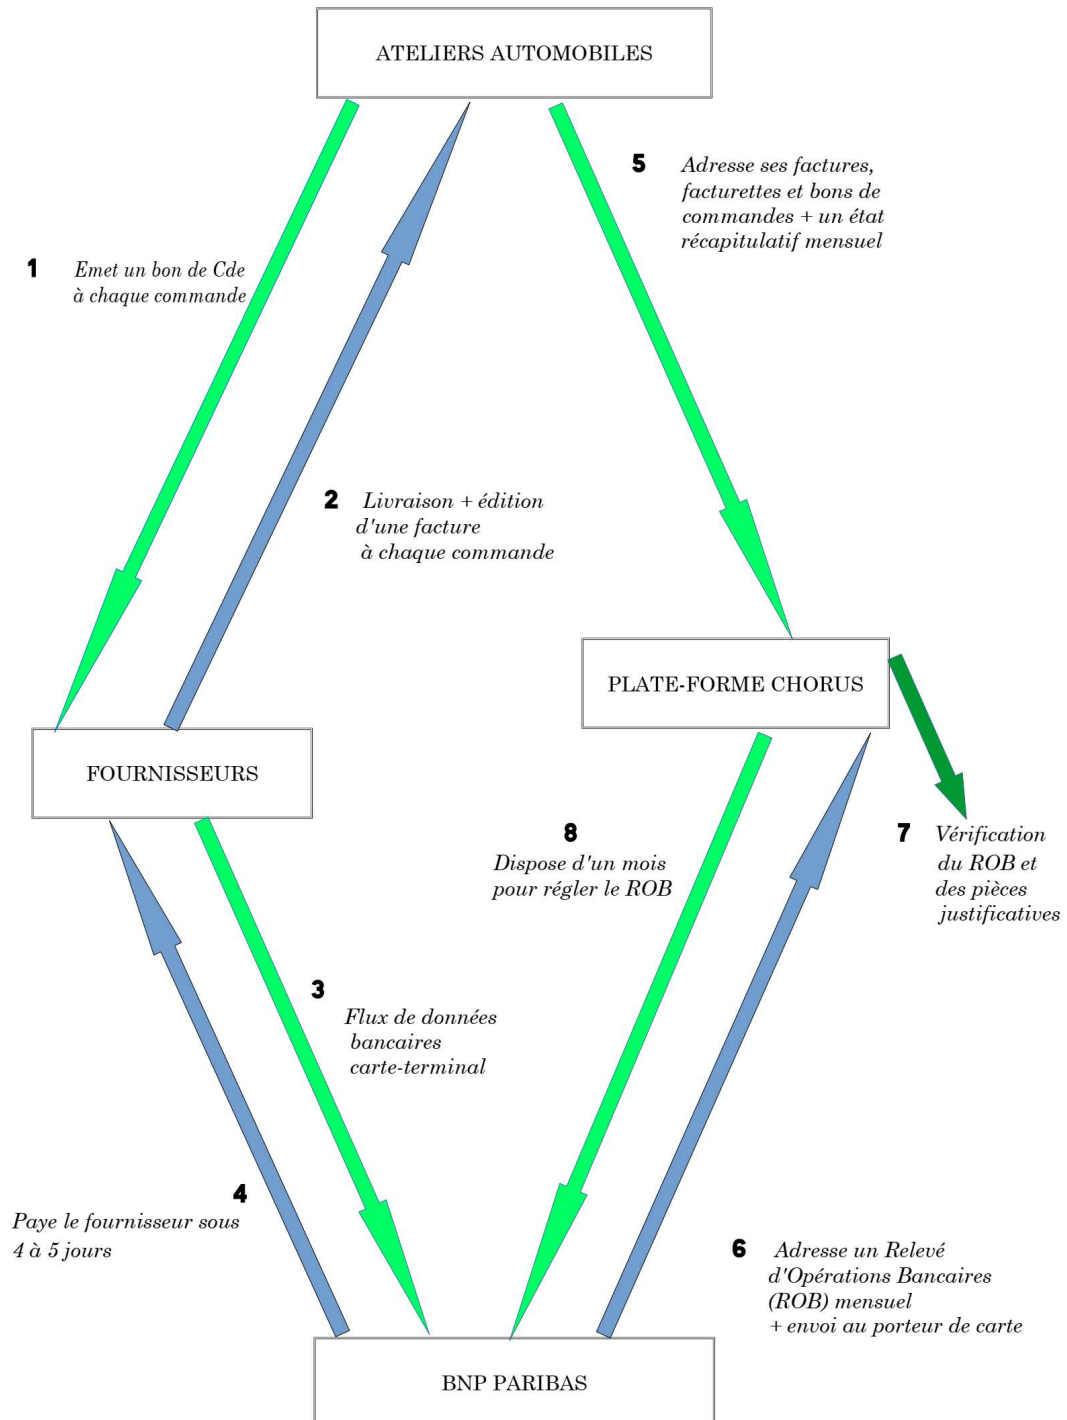 ATELIERS AUTOMOBILES
5 Adresse ses factures,
facturettes et bons de
commandes + un état
récapitulatif mensuel
1 Emet un bon de Cde
à chaque commande
2 Livraison + édition
d'une facture
à chaque commande
PLATE-FORME CHORUS
FOURNISSEURS
8
Dispose d'un mois
pour régler le ROB
7 Vérification
du ROB et
des pièces
justificatives
3
Flux de données
bancaires
carte-terminal
4
Paye le fournisseur sous
4 à 5 jours
6 Adresse un Relevé
d'Opérations Bancaires
(ROB) mensuel
+ envoi au porteur de carte
BNP PARIBAS